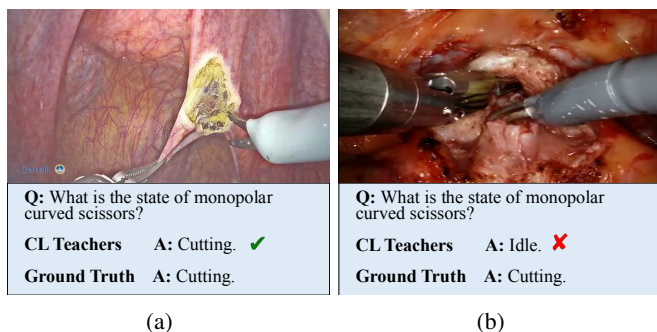 Q: What is the state of monopolar
curved scissors?
CL Teachers A: Cutting. ✔
Ground Truth A: Cutting.
(a)
Q: What is the state of monopolar
curved scissors?
CL Teachers A: Idle. ✘
Ground Truth A: Cutting.
(b)